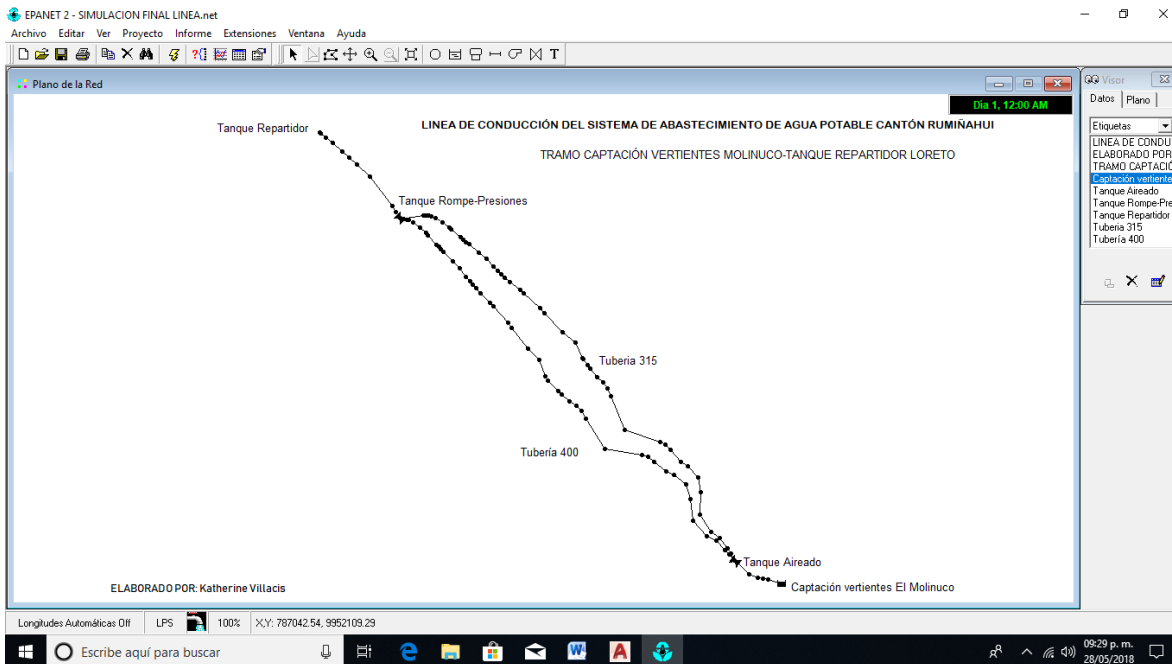 EPANET 2 - SIMULACION FINAL LINEA.net
Archivo Editar Ver Proyecto Informe Extensiones Ventana Ayuda
T
Plano de la Red
Día 1, 12:00 AM
Visor
Datos Plano
Etiquetas
LINEA DE CONDU
ELABORADO POR
TRAMO CAPTACIÓ
Captación vertiente
Tanque Aireado
Tanque Rompe-Pre
Tanque Repartidor
Tuberia 315
Tubería 400
LINEA DE CONDUCCIÓN DEL SISTEMA DE ABASTECIMIENTO DE AGUA POTABLE CANTÓN RUMIÑAHUI
TRAMO CAPTACIÓN VERTIENTES MOLINUCO-TANQUE REPARTIDOR LORETO
Tanque Repartidor
Tanque Rompe-Presiones
Tuberia 315
Tubería 400
Tanque Aireado
Captación vertientes El Molinuco
ELABORADO POR: Katherine Villacis
Longitudes Automáticas Off LPS 100% X,Y: 787042.54, 9952109.29
Escribe aquí para buscar
09:29 p. m.
28/05/2018